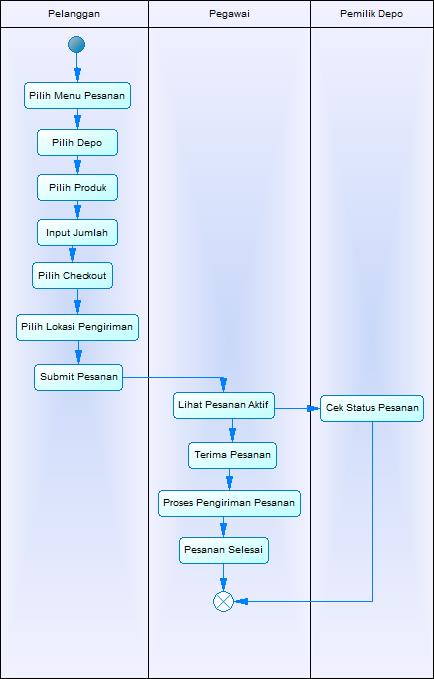 Pelanggan
Pegawai
Pemilik Depo
Pilih Menu Pesanan
Pilih Depo
Pilih Produk
Input Jumlah
Pilih Checkout
Pilih Lokasi Pengiriman
Submit Pesanan
Lihat Pesanan Aktif
Cek Status Pesanan
Terima Pesanan
Proses Pengiriman Pesanan
Pesanan Selesai